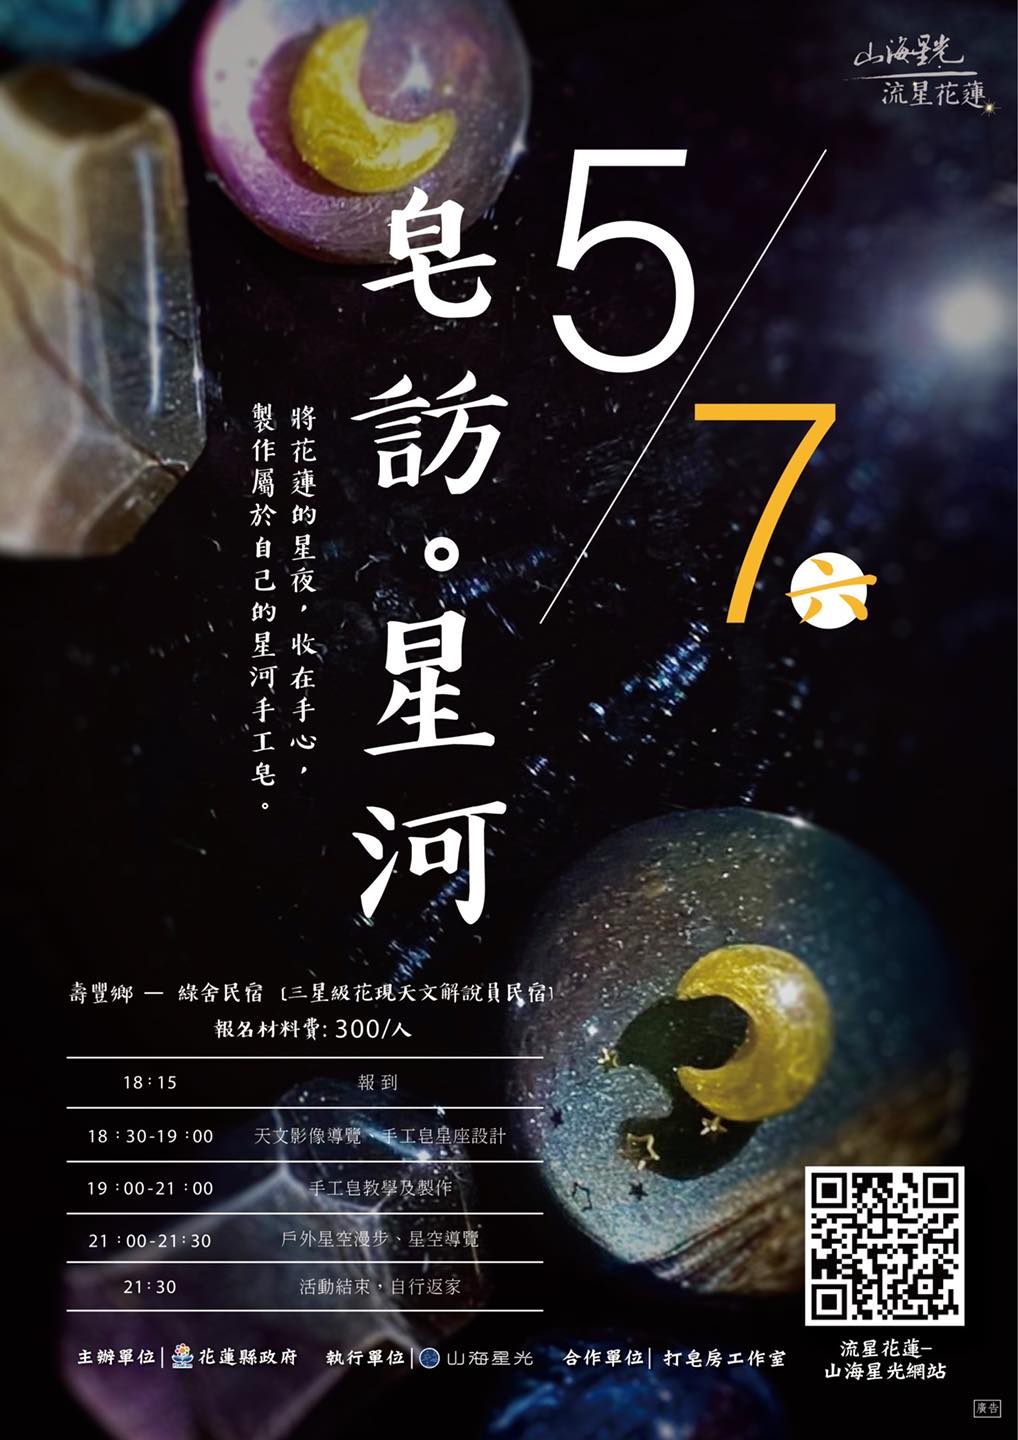 山海星光
流星花蓮
5/7
六
皂訪。星河
將花蓮的星夜，收在手心，
製作屬於自己的星河手工皂。
壽豐鄉 — 綠舍民宿 〔三星級花現天文解說員民宿〕
報名材料費: 300/人
18:15 報到
18:30-19:00 天文影像導覽、手工皂星座設計
19:00-21:00 手工皂教學及製作
21:00-21:30 戶外星空漫步、星空導覽
21:30 活動結束，自行返家
主辦單位| 花蓮縣政府 執行單位| 山海星光 合作單位| 打皂房工作室
流星花蓮–
山海星光網站
廣告